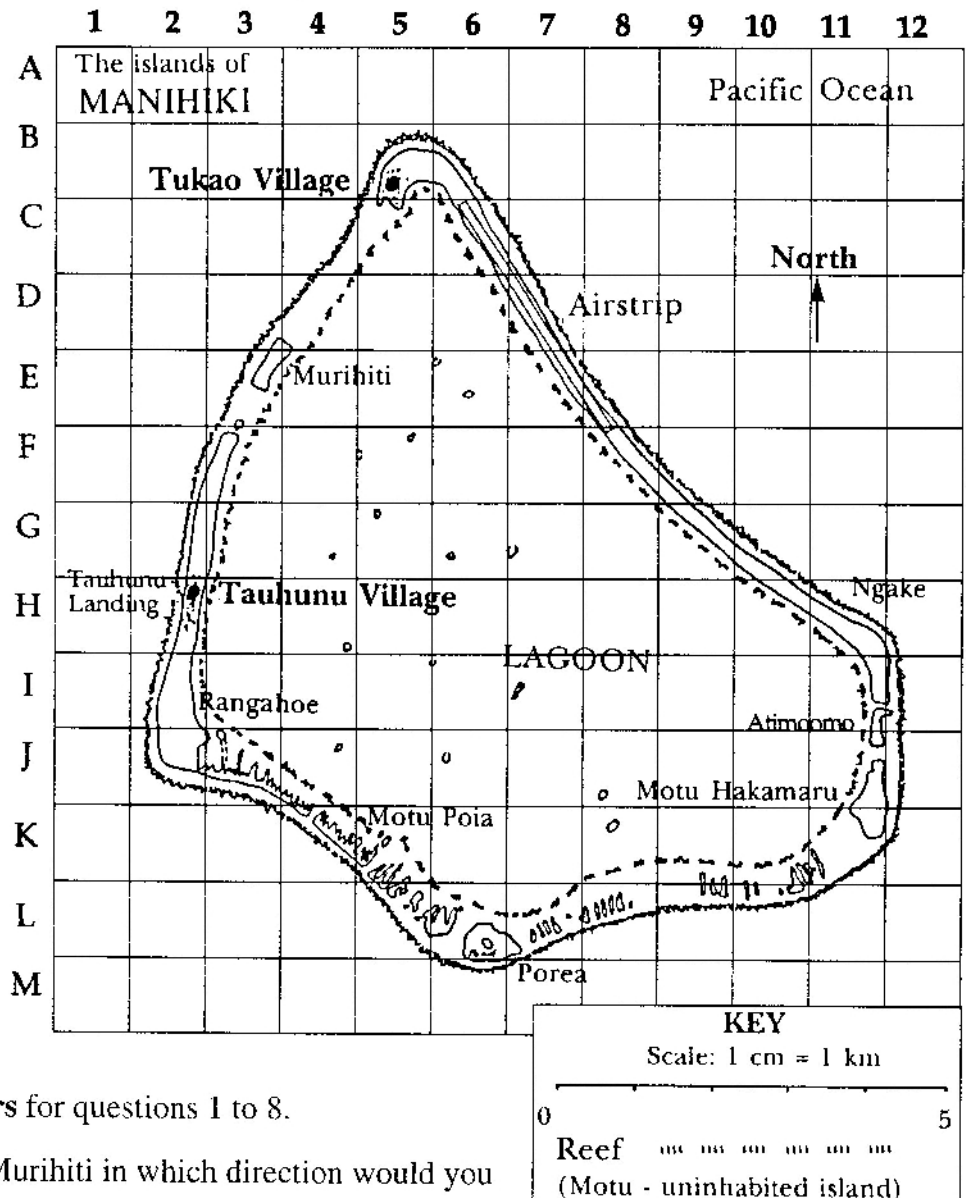 1 2 3 4 5 6 7 8 9 10 11 12
A
The islands of
MANIHIKI
Pacific Ocean
B
Tukao Village
C
North
D
Airstrip
E
Murihiti
F
G
Tauhunu
Landing
Tauhunu Village
Ngake
H
LAGOON
I
Rangahoe
Atimoomo
J
Motu Hakamaru
Motu Poia
K
L
Porea
M
KEY
Scale: 1 cm = 1 km
0 5
Reef
(Motu - uninhabited island)
s for questions 1 to 8.
Murihiti in which direction would you